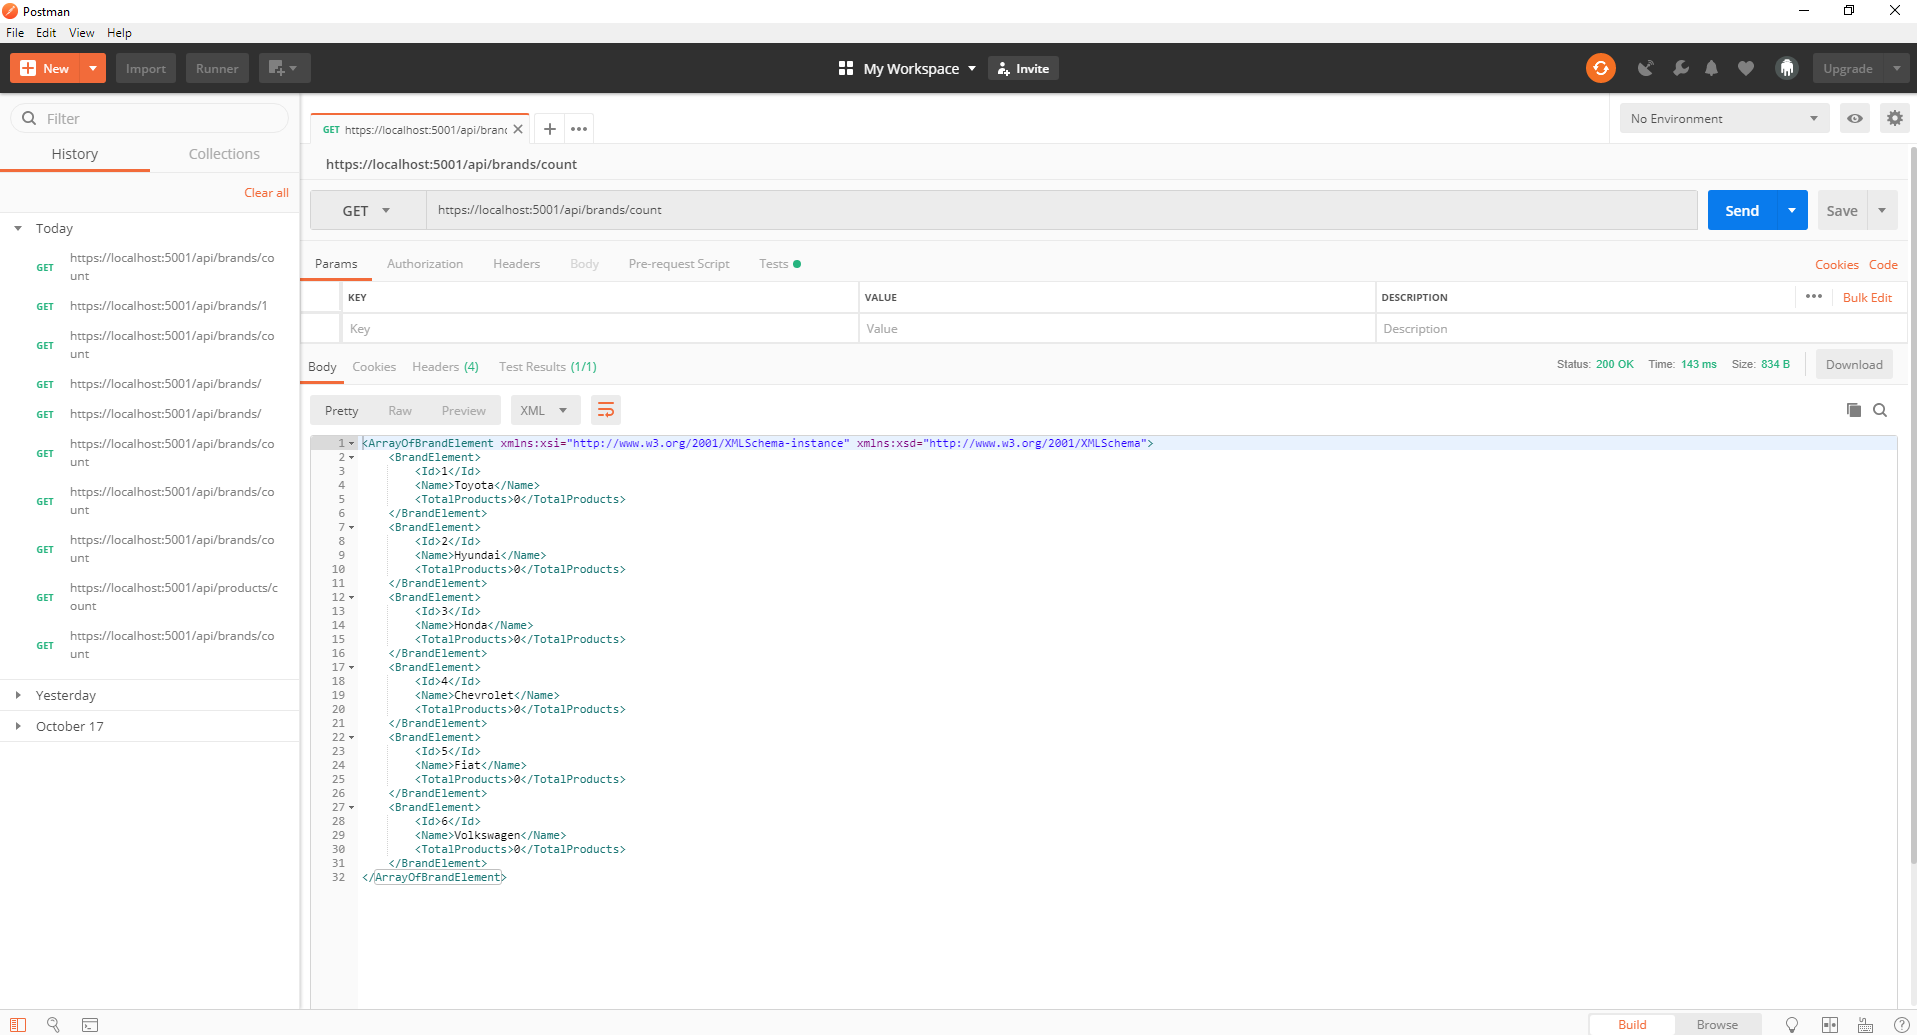 Postman
File Edit View Help
New Import Runner My Workspace Invite Upgrade
Filter
History Collections
Clear all
Today
GET https://localhost:5001/api/brands/co
unt
GET https://localhost:5001/api/brands/1
GET https://localhost:5001/api/brands/co
unt
GET https://localhost:5001/api/brands/
GET https://localhost:5001/api/brands/
GET https://localhost:5001/api/brands/co
unt
GET https://localhost:5001/api/brands/co
unt
GET https://localhost:5001/api/brands/co
unt
GET https://localhost:5001/api/products/c
ount
GET https://localhost:5001/api/brands/co
unt
Yesterday
October 17
GET https://localhost:5001/api/branc
No Environment
https://localhost:5001/api/brands/count
GET https://localhost:5001/api/brands/count Send Save
Params Authorization Headers Body Pre-request Script Tests Cookies Code
KEY VALUE DESCRIPTION Bulk Edit
Key Value Description
Body Cookies Headers (4) Test Results (1/1) Status: 200 OK Time: 143 ms Size: 834 B Download
Pretty Raw Preview XML
1 <ArrayOfBrandElement xmlns:xsi="http://www.w3.org/2001/XMLSchema-instance" xmlns:xsd="http://www.w3.org/2001/XMLSchema">
2 <BrandElement>
3 <Id>1</Id>
4 <Name>Toyota</Name>
5 <TotalProducts>0</TotalProducts>
6 </BrandElement>
7 <BrandElement>
8 <Id>2</Id>
9 <Name>Hyundai</Name>
10 <TotalProducts>0</TotalProducts>
11 </BrandElement>
12 <BrandElement>
13 <Id>3</Id>
14 <Name>Honda</Name>
15 <TotalProducts>0</TotalProducts>
16 </BrandElement>
17 <BrandElement>
18 <Id>4</Id>
19 <Name>Chevrolet</Name>
20 <TotalProducts>0</TotalProducts>
21 </BrandElement>
22 <BrandElement>
23 <Id>5</Id>
24 <Name>Fiat</Name>
25 <TotalProducts>0</TotalProducts>
26 </BrandElement>
27 <BrandElement>
28 <Id>6</Id>
29 <Name>Volkswagen</Name>
30 <TotalProducts>0</TotalProducts>
31 </BrandElement>
32 </ArrayOfBrandElement>
Build Browse